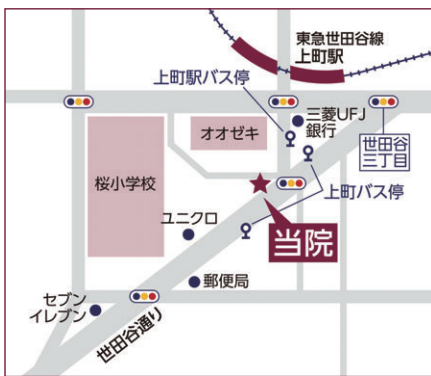 東急世田谷線
上町駅
上町駅バス停
三菱UFJ
銀行
オオゼキ
世田谷
三丁目
桜小学校
上町バス停
ユニクロ
当院
郵便局
セブン
イレブン
世田谷通り